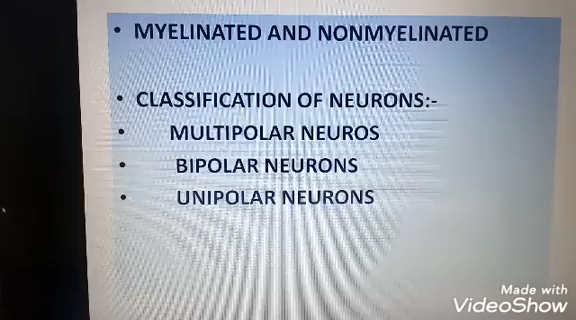 • MYELINATED AND NONMYELINATED
• CLASSIFICATION OF NEURONS:-
• MULTIPOLAR NEUROS
• BIPOLAR NEURONS
• UNIPOLAR NEURONS
Made with
VideoShow